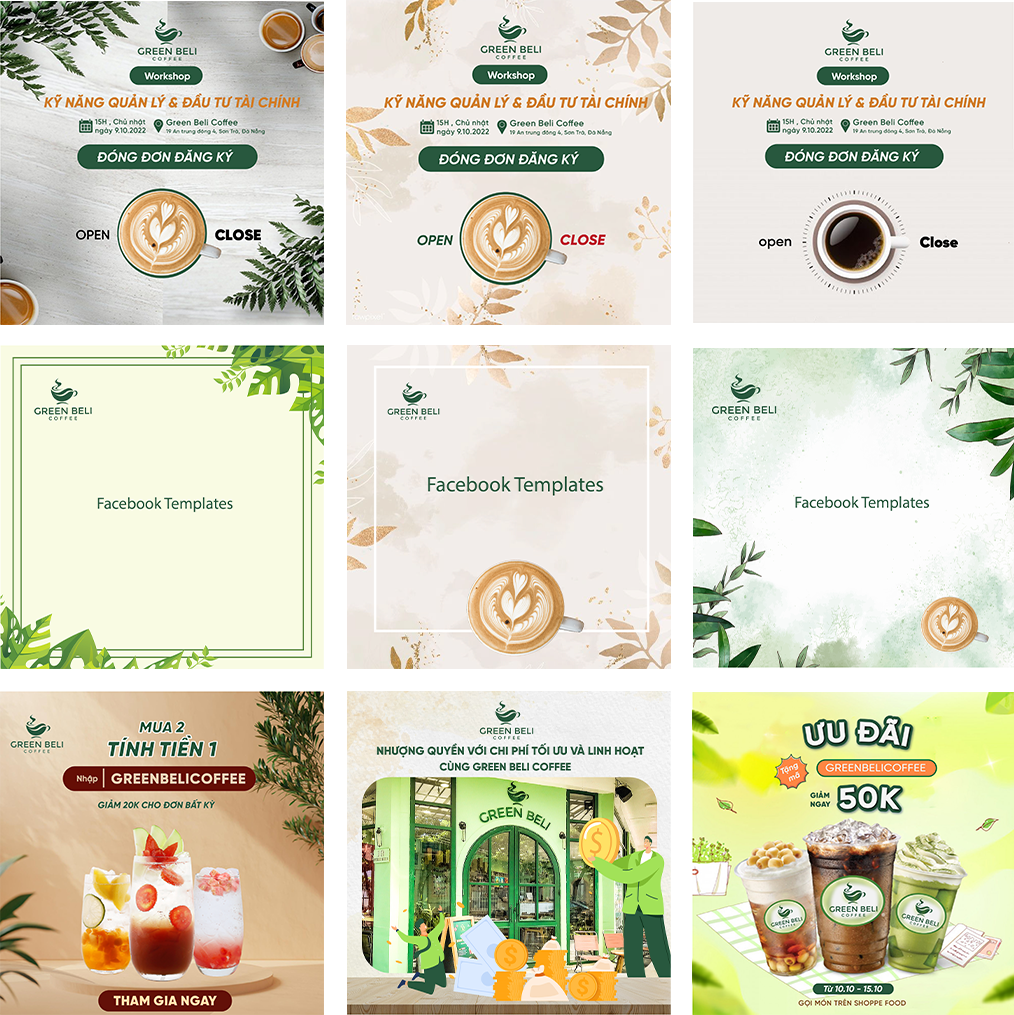 GREEN BELI
COFFEE
Workshop
KỸ NĂNG QUẢN LÝ & ĐẦU TƯ TÀI CHÍNH
15H , Chủ nhật
ngày 9.10.2022
Green Beli Coffee
19 An trung đông 4, Sơn Trà, Đà Nẵng
ĐÓNG ĐƠN ĐĂNG KÝ
OPEN
CLOSE
GREEN BELI
COFFEE
Workshop
KỸ NĂNG QUẢN LÝ & ĐẦU TƯ TÀI CHÍNH
15H , Chủ nhật
ngày 9.10.2022
Green Beli Coffee
19 An trung đông 4, Sơn Trà, Đà Nẵng
ĐÓNG ĐƠN ĐĂNG KÝ
OPEN
CLOSE
GREEN BELI
COFFEE
Workshop
KỸ NĂNG QUẢN LÝ & ĐẦU TƯ TÀI CHÍNH
15H , Chủ nhật
ngày 9.10.2022
Green Beli Coffee
19 An trung đông 4, Sơn Trà, Đà Nẵng
ĐÓNG ĐƠN ĐĂNG KÝ
open
Close
GREEN BELI
COFFEE
Facebook Templates
GREEN BELI
COFFEE
Facebook Templates
GREEN BELI
COFFEE
Facebook Templates
GREEN BELI
COFFEE
MUA 2
TÍNH TIỀN 1
Nhập GREENBELICOFFEE
GIẢM 20K CHO ĐƠN BẤT KỲ
THAM GIA NGAY
GREEN BELI
COFFEE
NHƯỢNG QUYỀN VỚI CHI PHÍ TỐI ƯU VÀ LINH HOẠT
CÙNG GREEN BELI COFFEE
GREEN BELI
ƯU ĐÃI
Tặng
mã
GREENBELICOFFEE
GIẢM
NGAY
50K
GREEN BELI
COFFEE
GREEN BELI
COFFEE
GREEN BELI
COFFEE
Từ 10.10 - 15.10
GỌI MÓN TRÊN SHOPPE FOOD